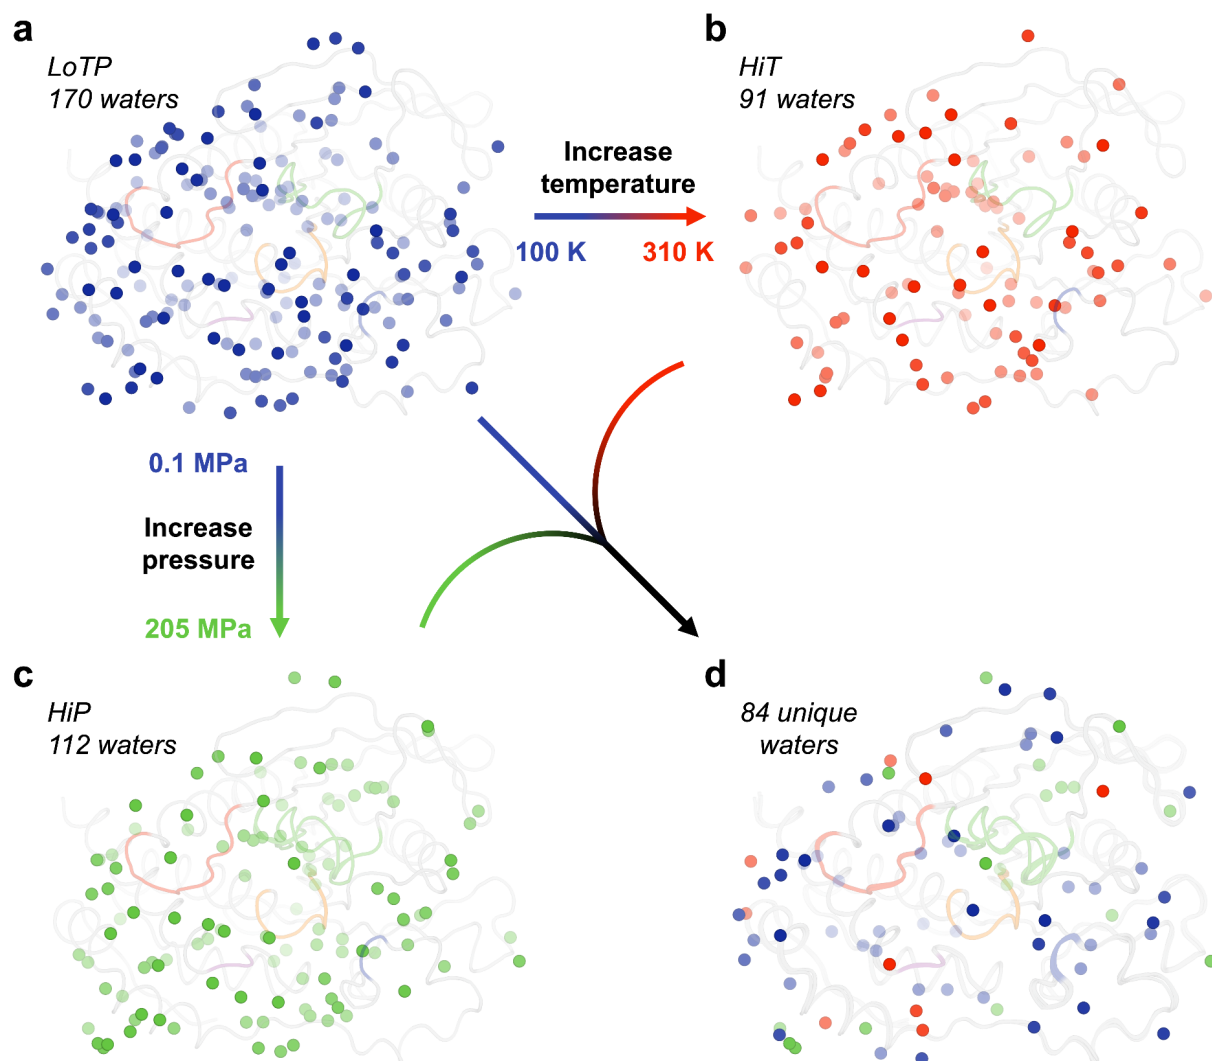 a
LoTP
170 waters
b
HiT
91 waters
Increase
temperature
100 K
310 K
0.1 MPa
Increase
pressure
205 MPa
c
HiP
112 waters
d
84 unique
waters